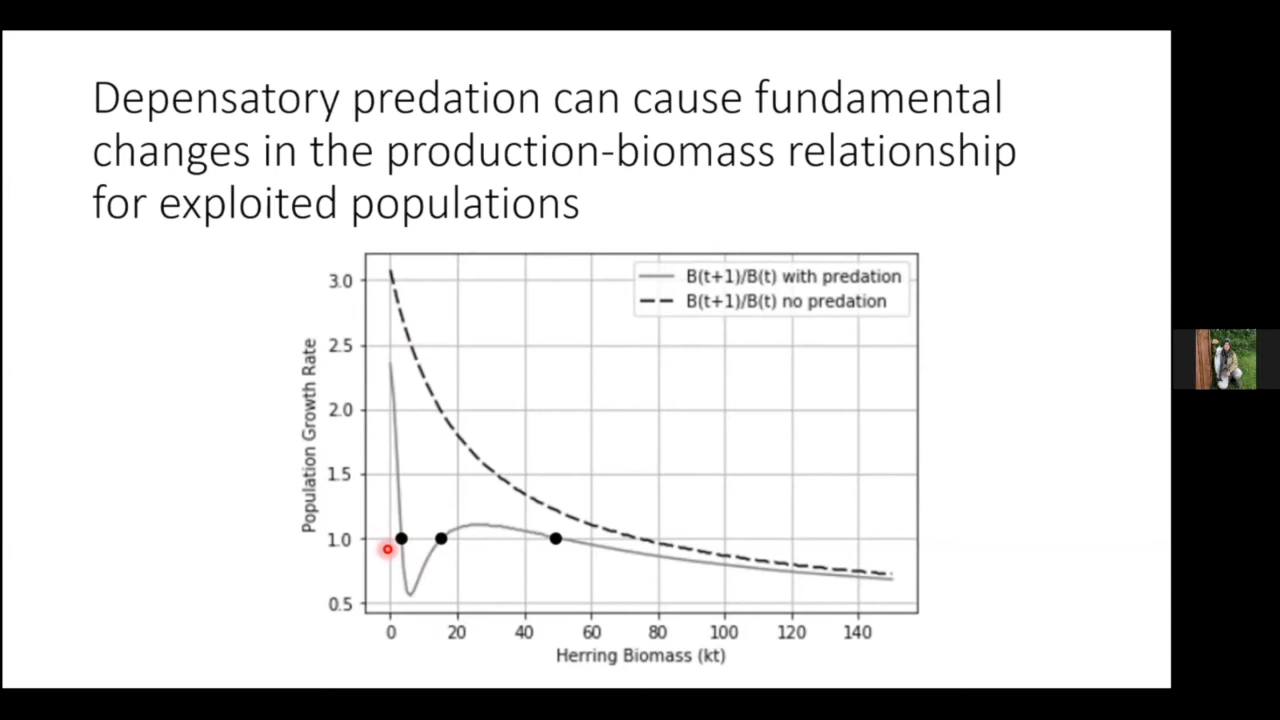 Depensatory predation can cause fundamental
changes in the production-biomass relationship
for exploited populations
B(t+1)/B(t) with predation
B(t+1)/B(t) no predation
Population Growth Rate
3.0
2.5
2.0
1.5
1.0
0.5
0 20 40 60 80 100 120 140
Herring Biomass (kt)